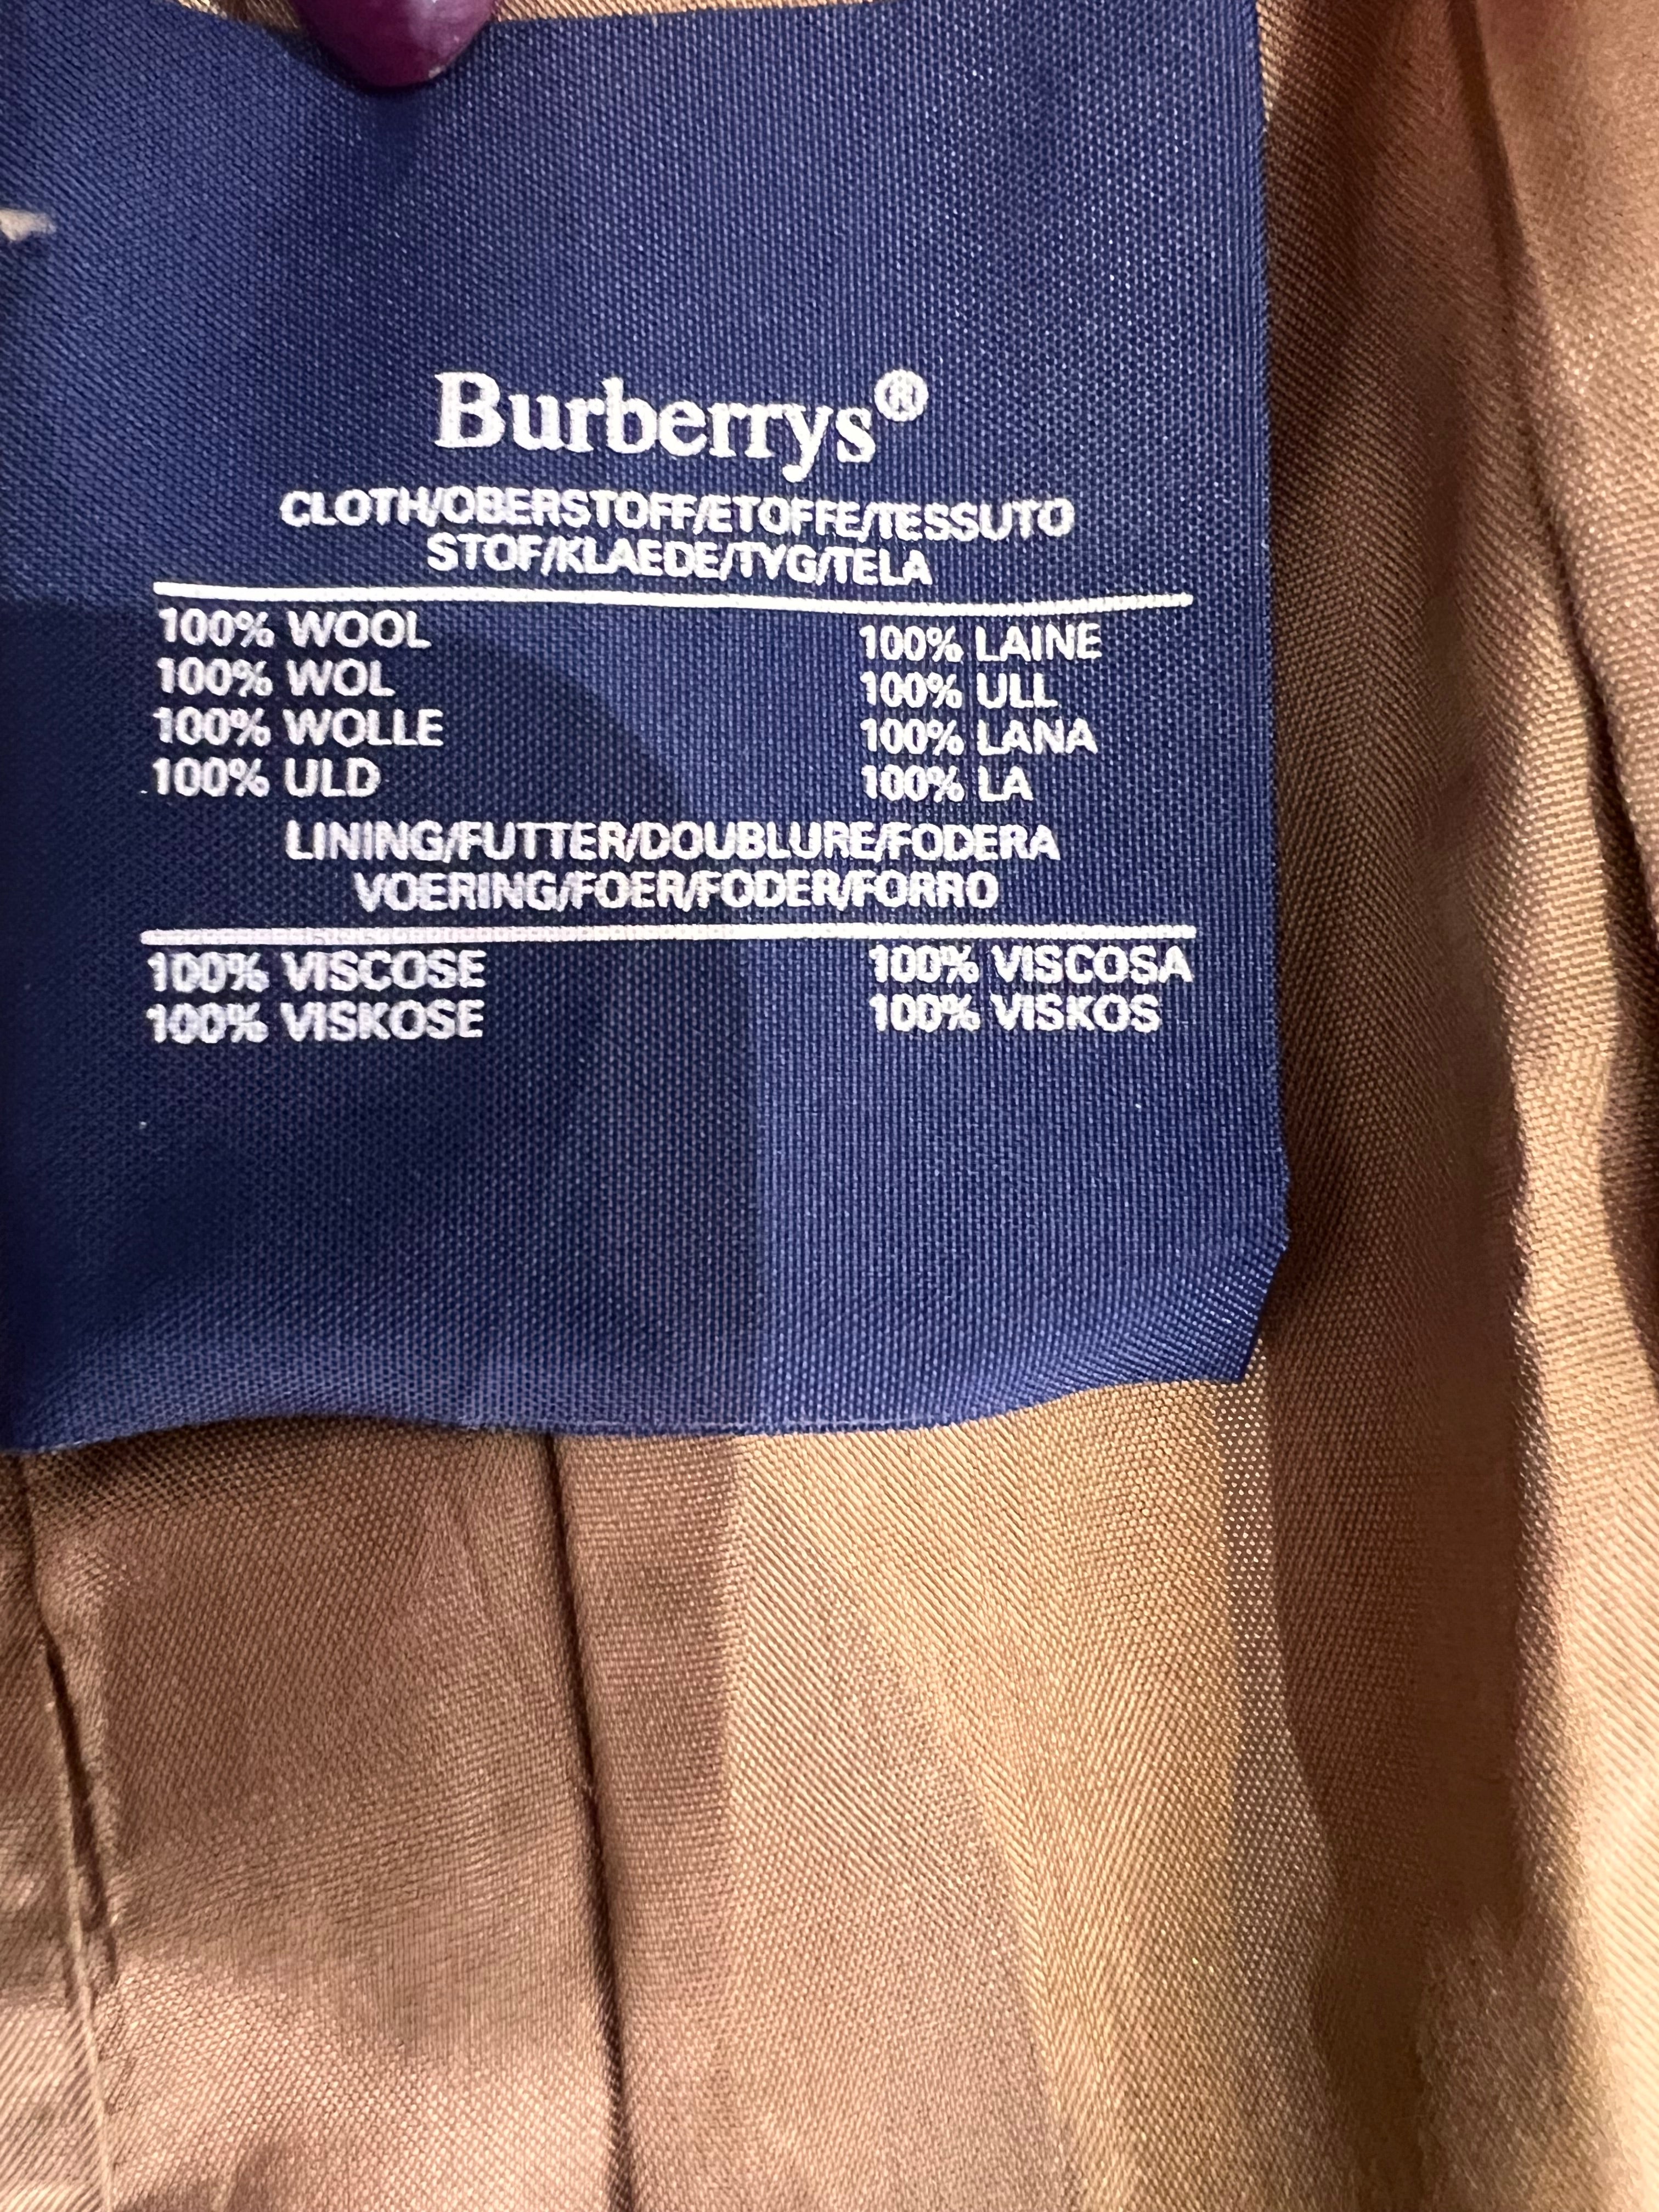 Burberrys®
CLOTH/OBERSTOFF/ETOFFE/TESSUTO
STOF/KLAEDE/TYG/TELA
100% WOOL 100% LAINE
100% WOL 100% ULL
100% WOLLE 100% LANA
100% ULD 100% LA
LINING/FUTTER/DOUBLURE/FODERA
VOERING/FOER/FODER/FORRO
100% VISCOSE 100% VISCOSA
100% VISKOSE 100% VISKOS